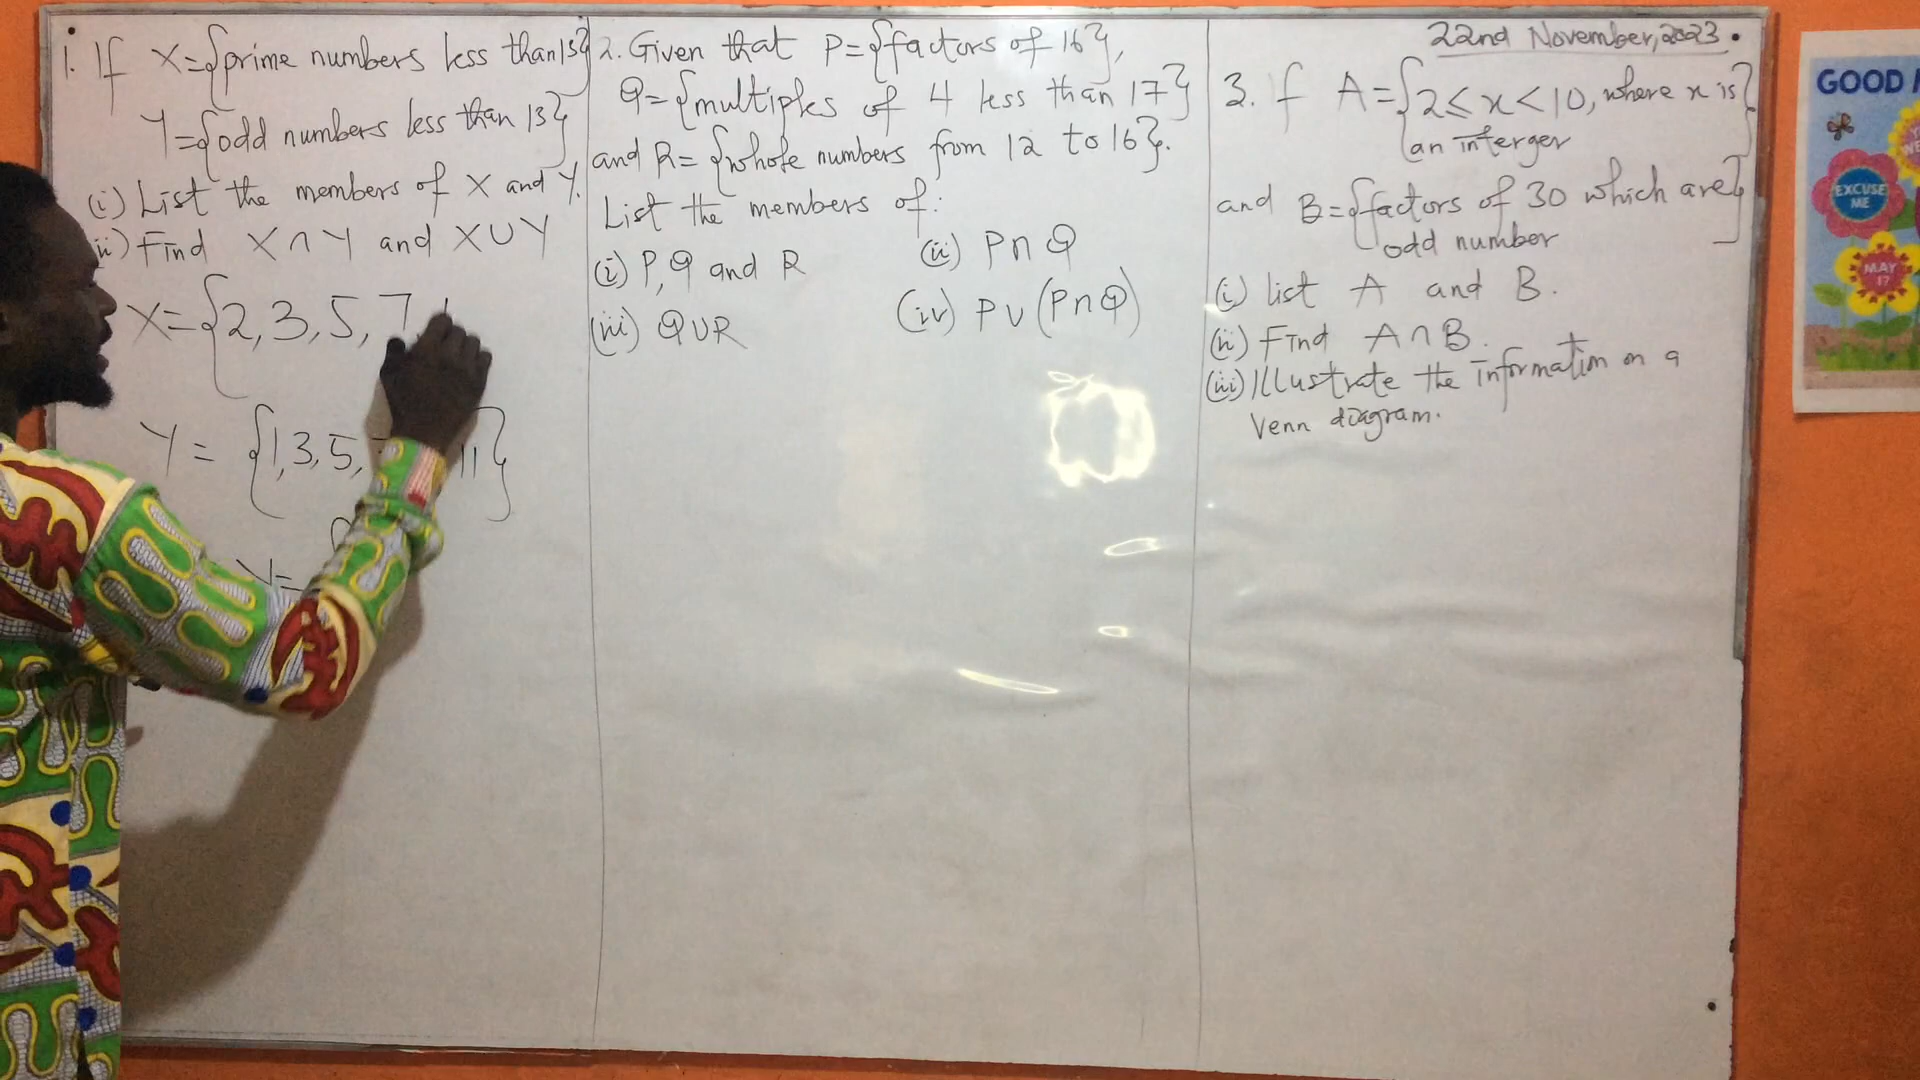 1. If X={prime numbers less than 13}
Y={odd numbers less than 13}
(i) List the members of X and Y.
ii) Find X∩Y and X∪Y
X={2,3,5,7
Y={1,3,5, 11}
Y=
2. Given that P={factors of 16},
Q={multiples of 4 less than 17}
and R={whole numbers from 12 to 16}.
List the members of:
(i) P,Q and R (ii) P∩Q
(iii) Q∪R (iv) P∪(P∩Q)
22nd November, 2023.
3. If A={2≤x<10, where x is
an interger}
and B={factors of 30 which are
odd number}
(i) list A and B.
(ii) Find A∩B.
(iii) Illustrate the information on a
Venn diagram.
GOOD
EXCUSE
ME
MAY
I?